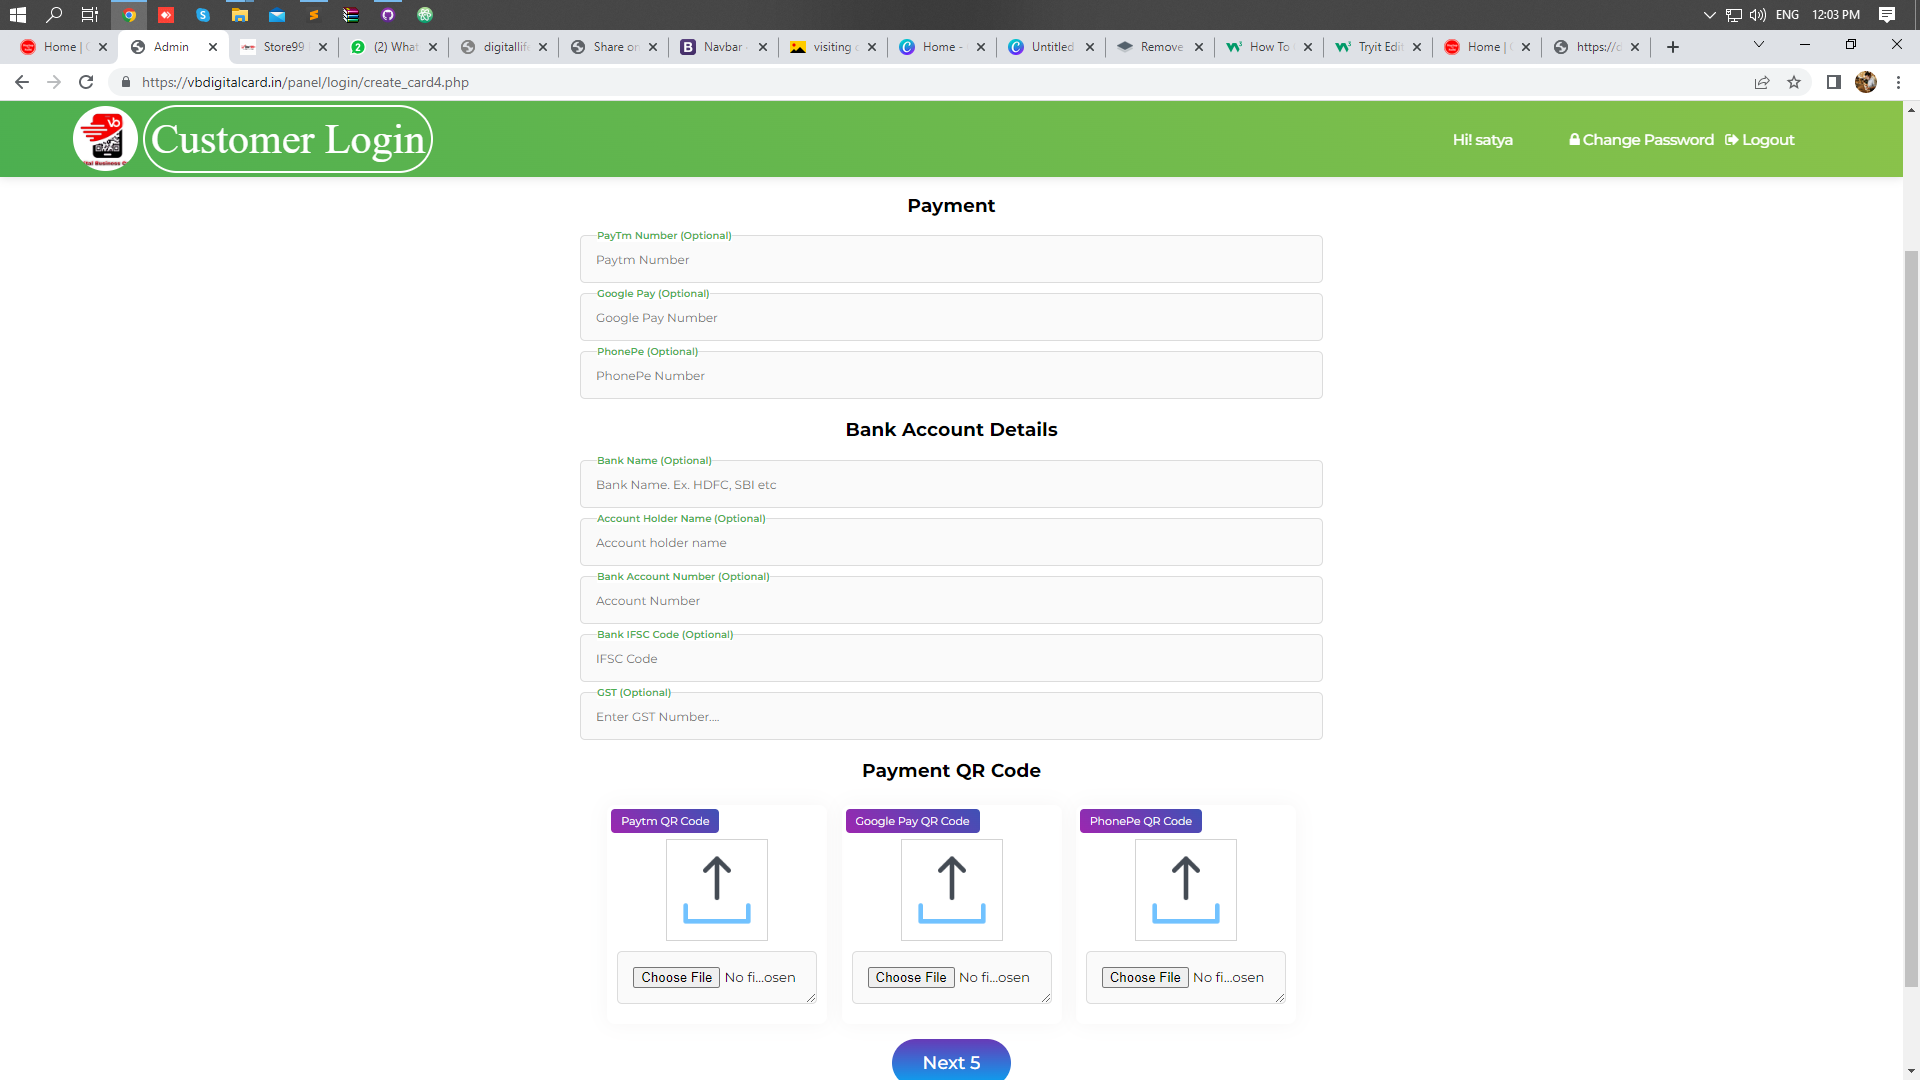 ENG 12:03 PM
Home | Admin Store99 (2) What digitallife Share on Navbar visiting Home - Untitled Remove How To Tryit Edit Home | https://d
https://vbdigitalcard.in/panel/login/create_card4.php
vb
Customer Login
Hi! satya
Change Password
Logout
Payment
PayTm Number (Optional)
Paytm Number
Google Pay (Optional)
Google Pay Number
PhonePe (Optional)
PhonePe Number
Bank Account Details
Bank Name (Optional)
Bank Name. Ex. HDFC, SBI etc
Account Holder Name (Optional)
Account holder name
Bank Account Number (Optional)
Account Number
Bank IFSC Code (Optional)
IFSC Code
GST (Optional)
Enter GST Number....
Payment QR Code
Paytm QR Code Google Pay QR Code PhonePe QR Code
Choose File No fi...osen Choose File No fi...osen Choose File No fi...osen
Next 5